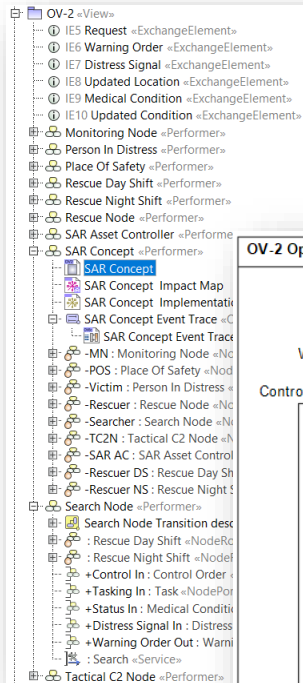 OV-2 «View»
IE5 Request «ExchangeElement»
IE6 Warning Order «ExchangeElement»
IE7 Distress Signal «ExchangeElement»
IE8 Updated Location «ExchangeElement»
IE9 Medical Condition «ExchangeElement»
IE10 Updated Condition «ExchangeElement»
Monitoring Node «Performer»
Person In Distress «Performer»
Place Of Safety «Performer»
Rescue Day Shift «Performe
Rescue Night Shift «Performer»
Rescue Node «Performer»
SAR Asset Controller «Performe
SAR Concept «Performer»
OV-2 Op
SAR Concept
SAR Concept Impact Map
SAR Concept Implementati
SAR Concept Event Trace «C
SAR Concept Event Trace
-MN : Monitoring Node «No
-POS : Place Of Safety «Nod
-Victim : Person In Distress «
Contro
-Rescuer : Rescue Node «No
-Searcher : Search Node «No
-TC2N : Tactical C2 Node «N
-SAR AC : SAR Asset Control
-Rescuer DS : Rescue Day Sh
-Rescuer NS : Rescue Night S
Search Node «Performer»
Search Node Transition desc
: Rescue Day Shift «NodeRo
: Rescue Night Shift «NodeR
+Control In : Control Order «
+Tasking In : Task «NodePor
+Status In : Medical Conditi
+Distress Signal In : Distress
+Warning Order Out : Warni
: Search «Service»
Tactical C2 Node «Performer»